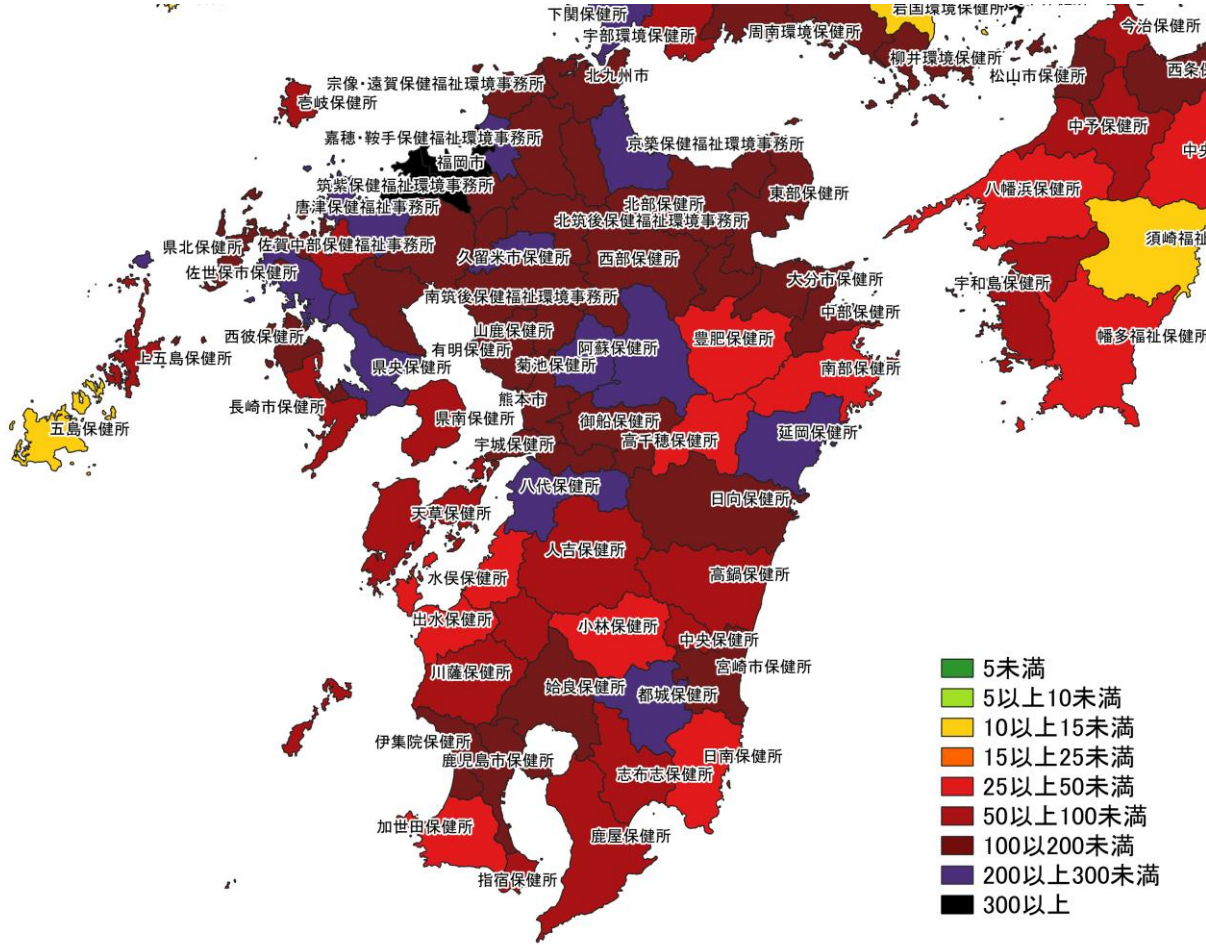 下関保健所
岩国環境保健所
宇部環境保健所
周南環境保健所
今治保健所
柳井環境保健所
松山市保健所
西条保
北九州市
宗像・遠賀保健福祉環境事務所
壱岐保健所
中予保健所
嘉穂・鞍手保健福祉環境事務所
京築保健福祉環境事務所
中央
福岡市
筑紫保健福祉環境事務所
東部保健所
八幡浜保健所
唐津保健福祉事務所
北部保健所
北筑後保健福祉環境事務所
須崎福祉
県北保健所
佐賀中部保健福祉事務所
久留米市保健所
西部保健所
佐世保市保健所
大分市保健所
宇和島保健所
南筑後保健福祉環境事務所
中部保健所
西彼保健所
山鹿保健所
豊肥保健所
幡多福祉保健所
上五島保健所
有明保健所
阿蘇保健所
県央保健所
菊池保健所
南部保健所
長崎市保健所
熊本市
五島保健所
県南保健所
御船保健所
延岡保健所
宇城保健所
高千穂保健所
八代保健所
日向保健所
天草保健所
人吉保健所
水俣保健所
高鍋保健所
出水保健所
小林保健所
中央保健所
川薩保健所
宮崎市保健所
姶良保健所
都城保健所
伊集院保健所
鹿児島市保健所
日南保健所
志布志保健所
加世田保健所
鹿屋保健所
指宿保健所
5未満
5以上10未満
10以上15未満
15以上25未満
25以上50未満
50以上100未満
100以200未満
200以上300未満
300以上